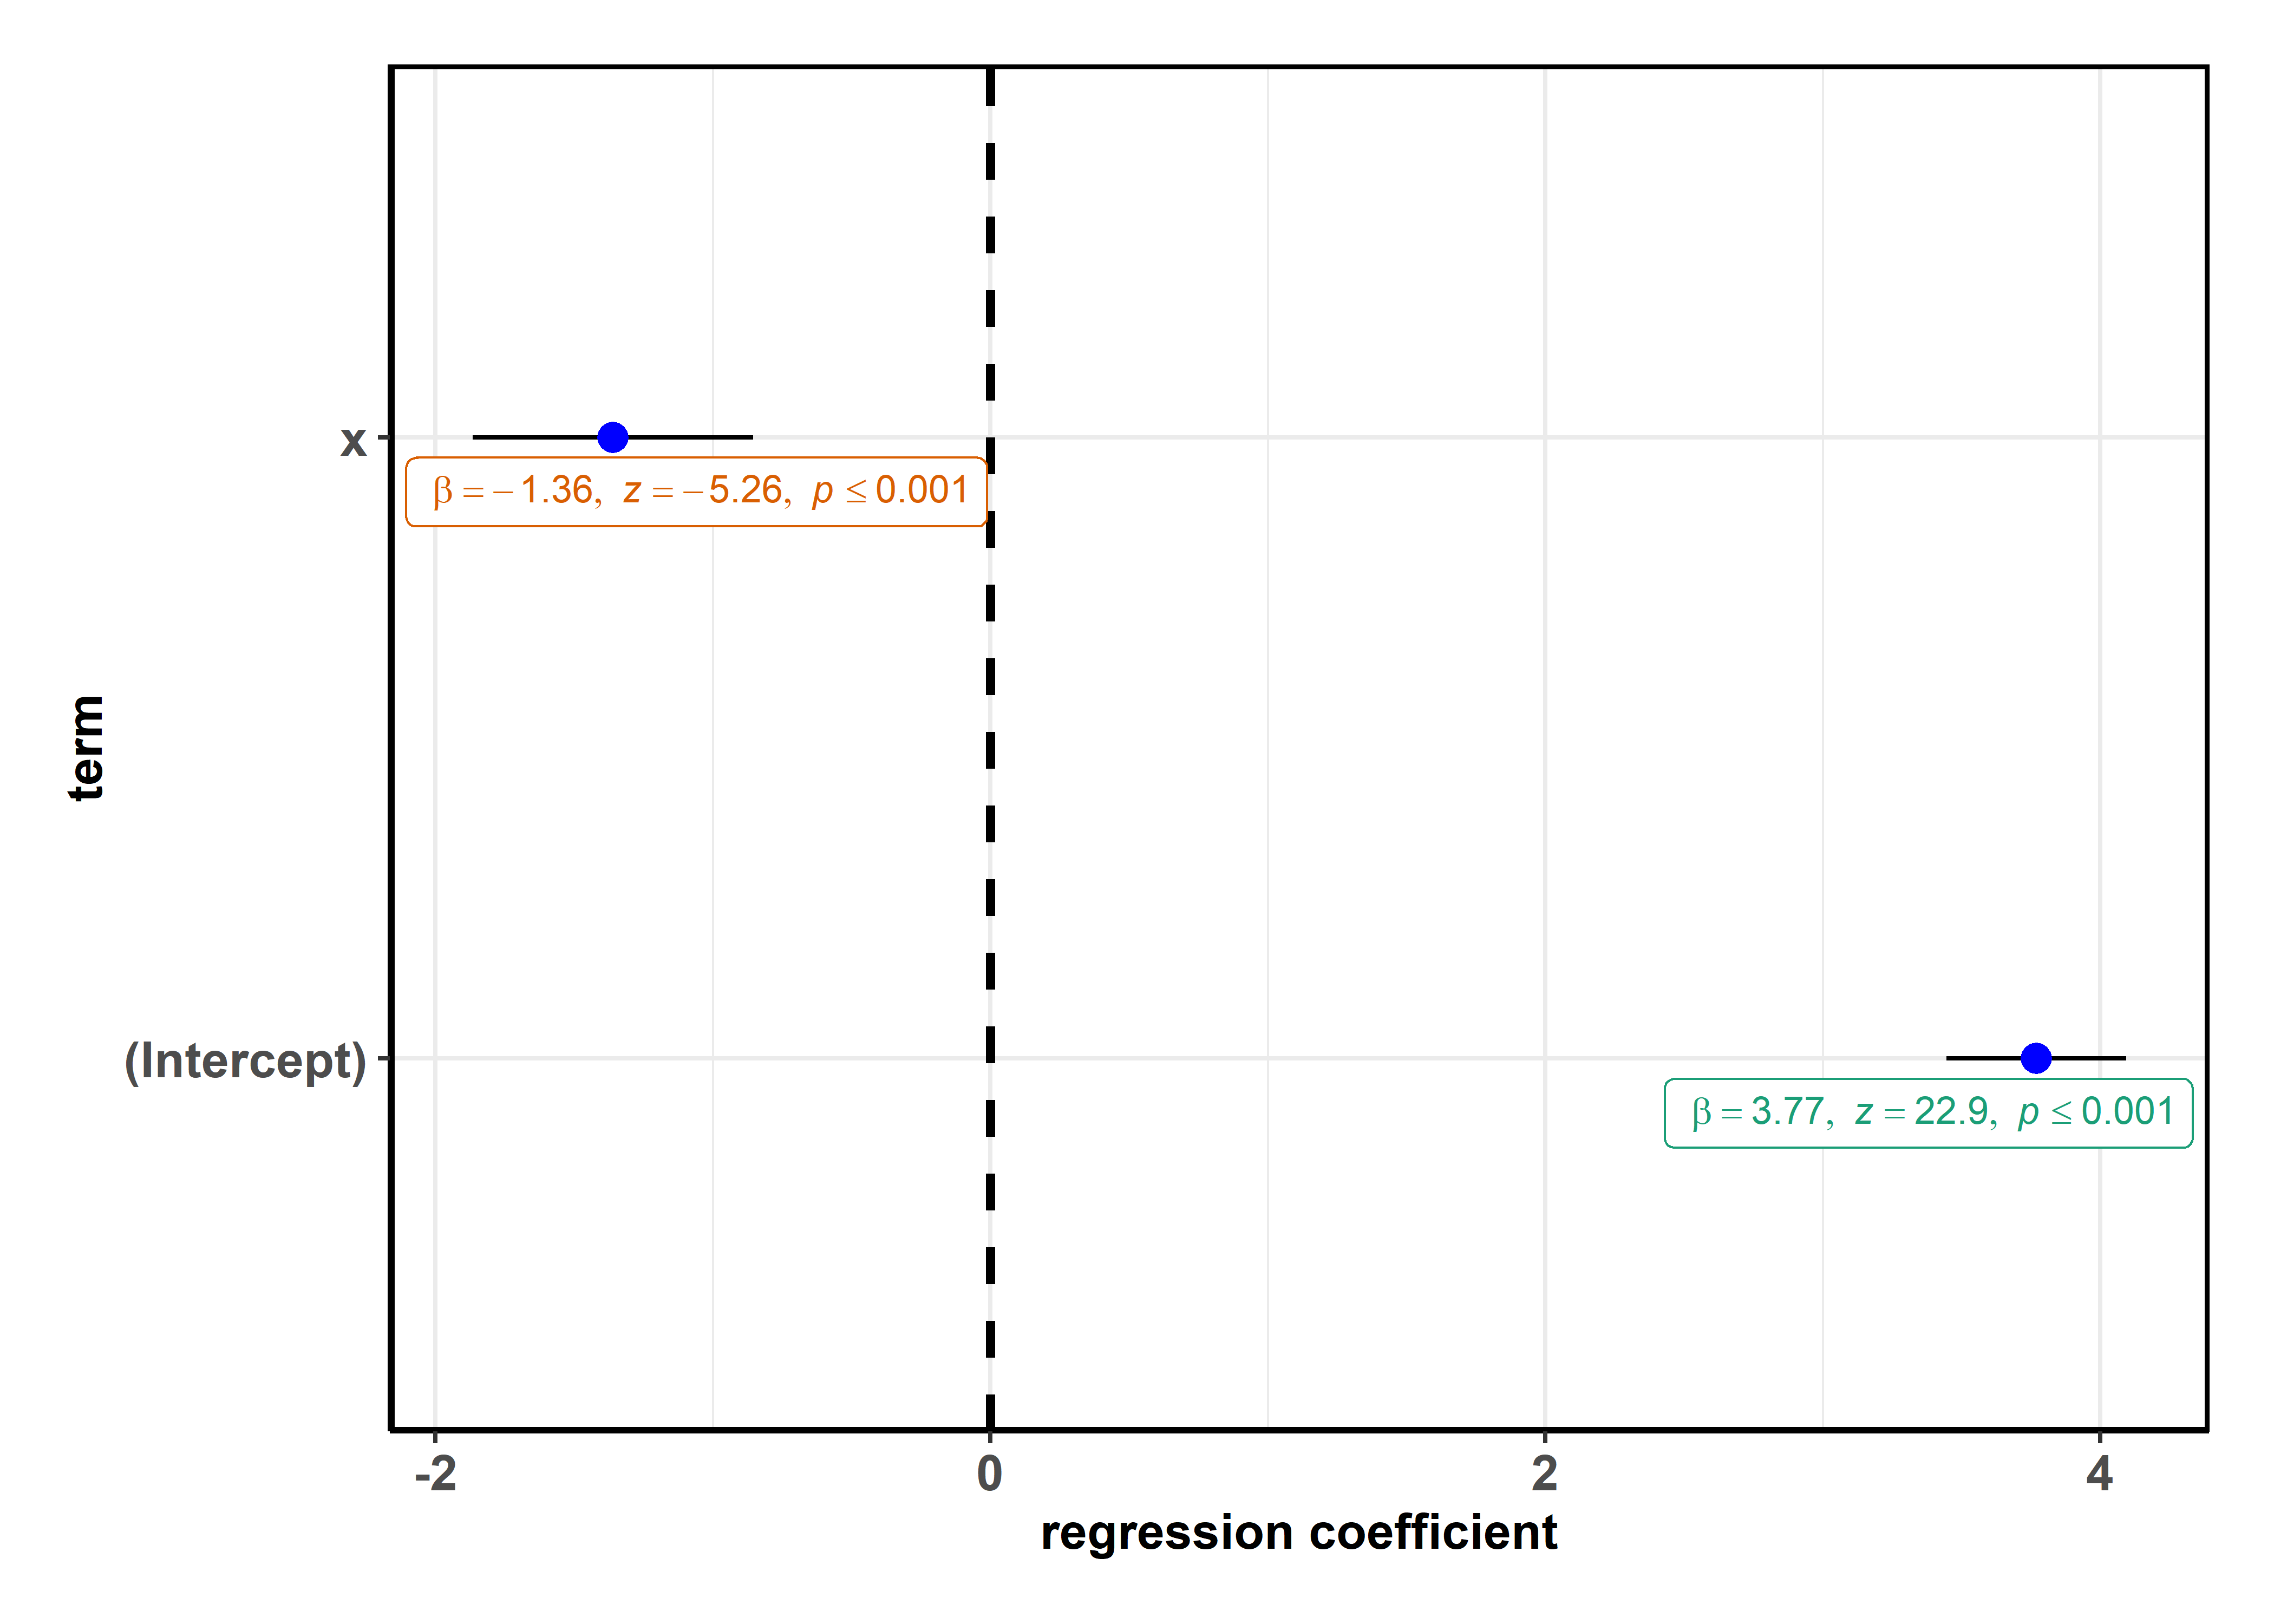 term
x
β = −1.36, z = −5.26, p ≤ 0.001
(Intercept)
β = 3.77, z = 22.9, p ≤ 0.001
-2 0 2 4
regression coefficient